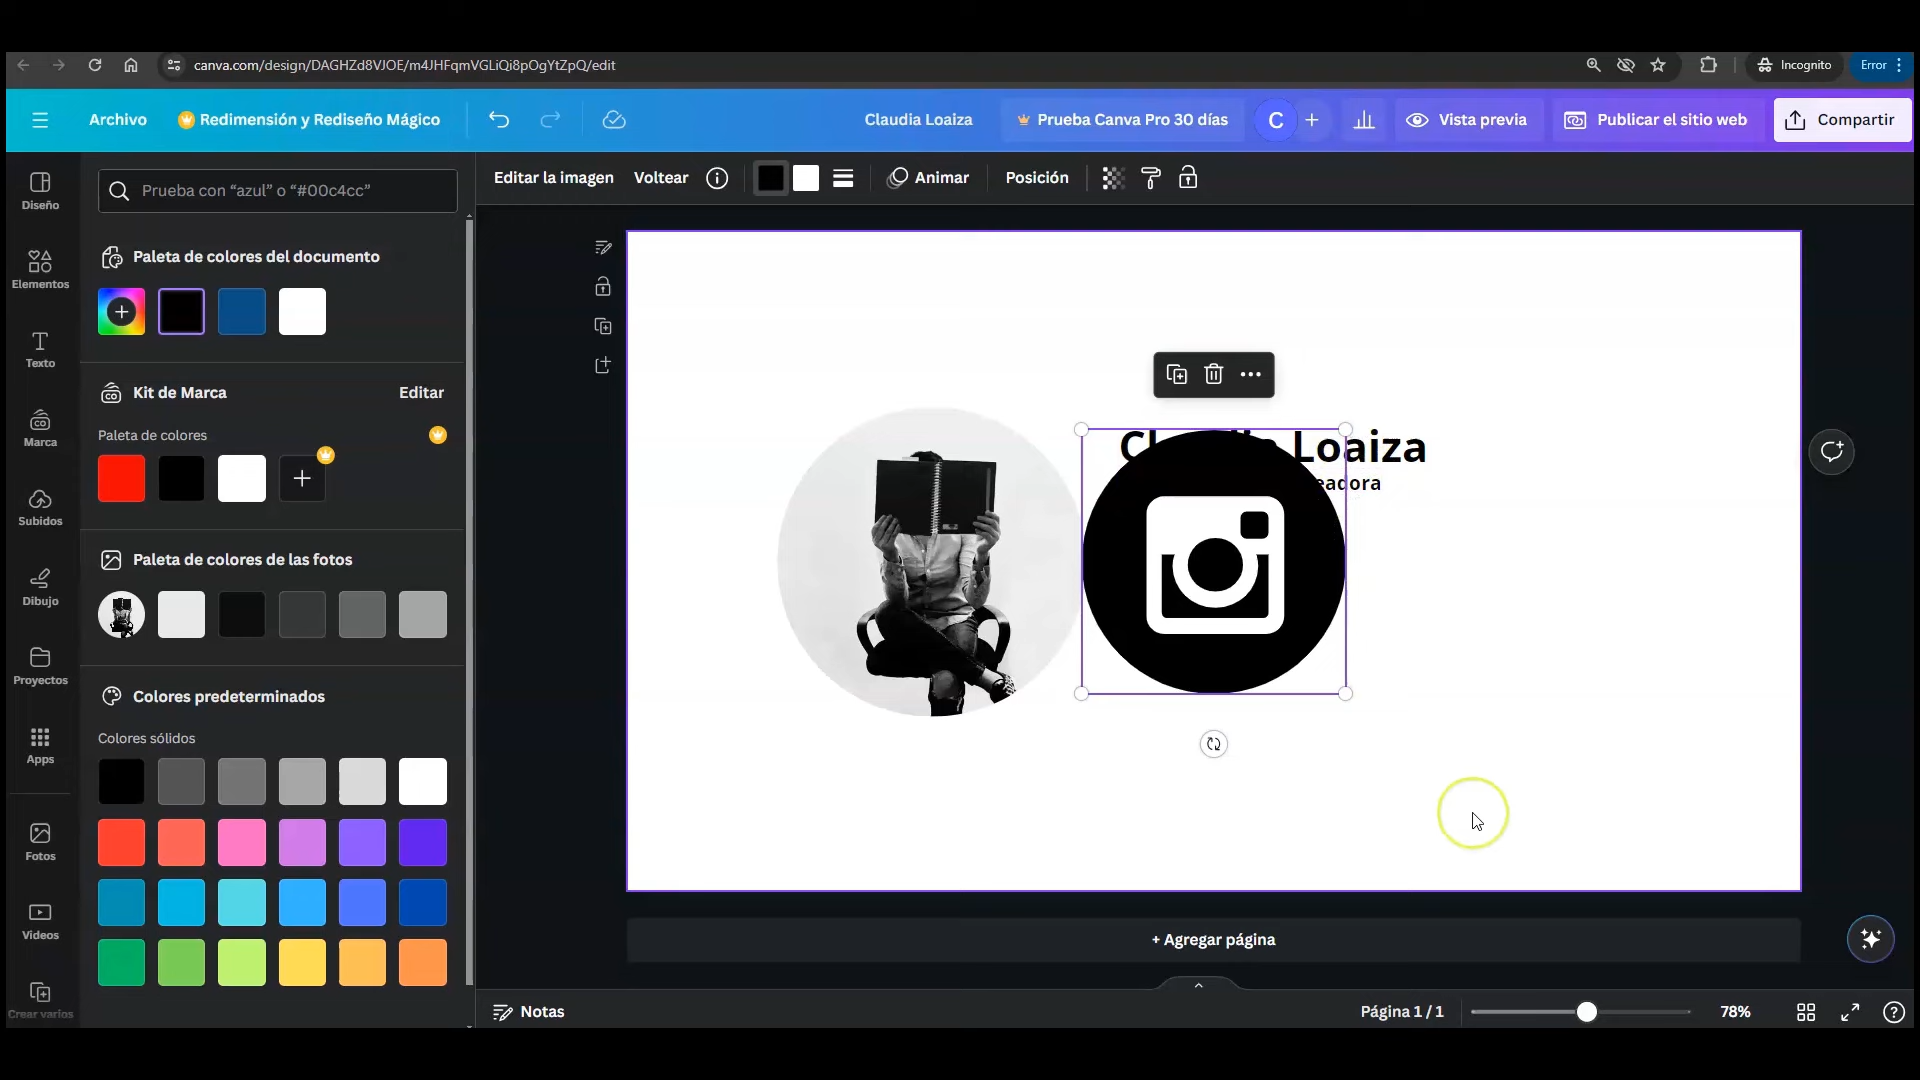 canva.com/design/DAGHZd8VJOE/m4JHFqmVGLiQi8pOgYtZpQ/edit
Incognito
Error
Archivo
Redimensión y Rediseño Mágico
Claudia Loaiza
Prueba Canva Pro 30 días
C
Vista previa
Publicar el sitio web
Compartir
Editar la imagen
Voltear
Animar
Posición
Diseño
Elementos
Texto
Marca
Subidos
Dibujo
Proyectos
Apps
Fotos
Videos
Crear varios
Prueba con “azul” o “#00c4cc”
Paleta de colores del documento
Kit de Marca
Editar
Paleta de colores
Paleta de colores de las fotos
Colores predeterminados
Colores sólidos
Loaiza
eadora
+ Agregar página
Notas
Página 1 / 1
78%